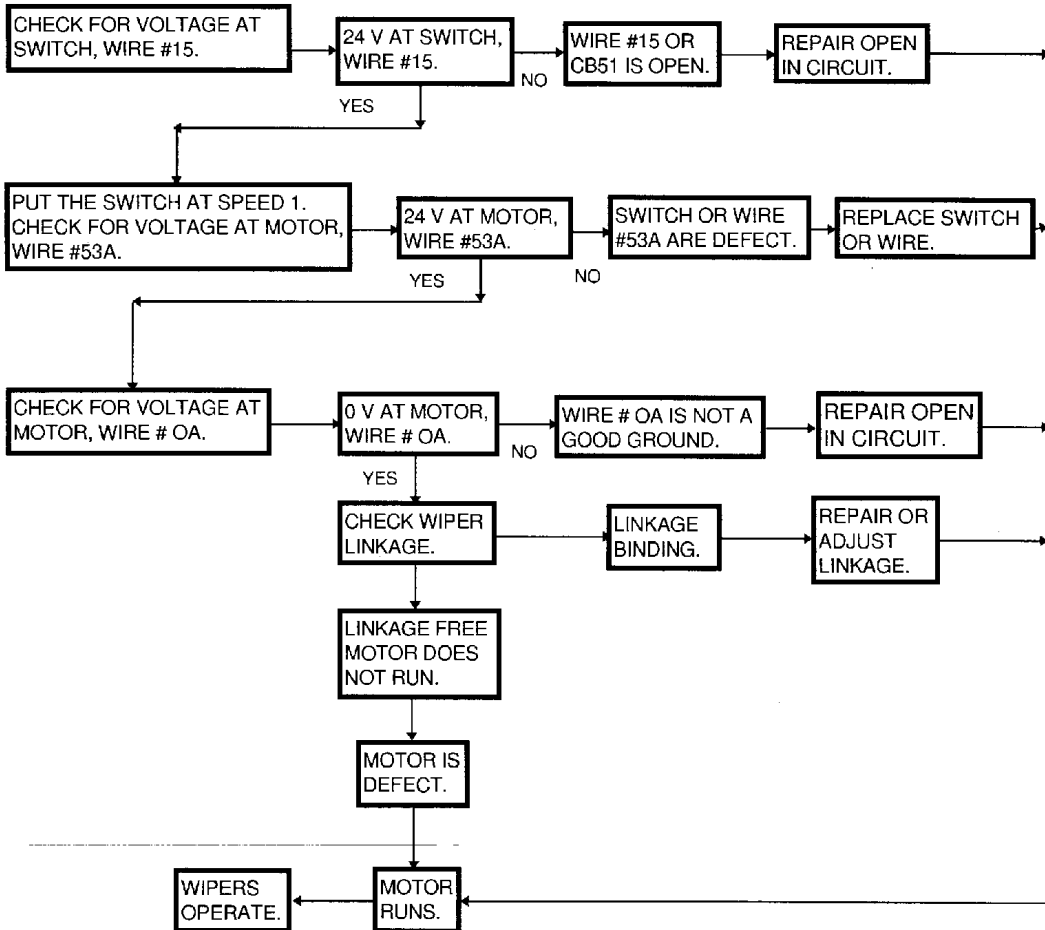 CHECK FOR VOLTAGE AT
SWITCH, WIRE #15.
24 V AT SWITCH,
WIRE #15.
WIRE #15 OR
CB51 IS OPEN.
REPAIR OPEN
IN CIRCUIT.
NO
YES
PUT THE SWITCH AT SPEED 1.
CHECK FOR VOLTAGE AT MOTOR,
WIRE #53A.
24 V AT MOTOR,
WIRE #53A.
SWITCH OR WIRE
#53A ARE DEFECT.
REPLACE SWITCH
OR WIRE.
NO
YES
CHECK FOR VOLTAGE AT
MOTOR, WIRE # OA.
0 V AT MOTOR,
WIRE # OA.
WIRE # OA IS NOT A
GOOD GROUND.
REPAIR OPEN
IN CIRCUIT.
NO
YES
CHECK WIPER
LINKAGE.
LINKAGE
BINDING.
REPAIR OR
ADJUST
LINKAGE.
LINKAGE FREE
MOTOR DOES
NOT RUN.
MOTOR IS
DEFECT.
WIPERS
OPERATE.
MOTOR
RUNS.